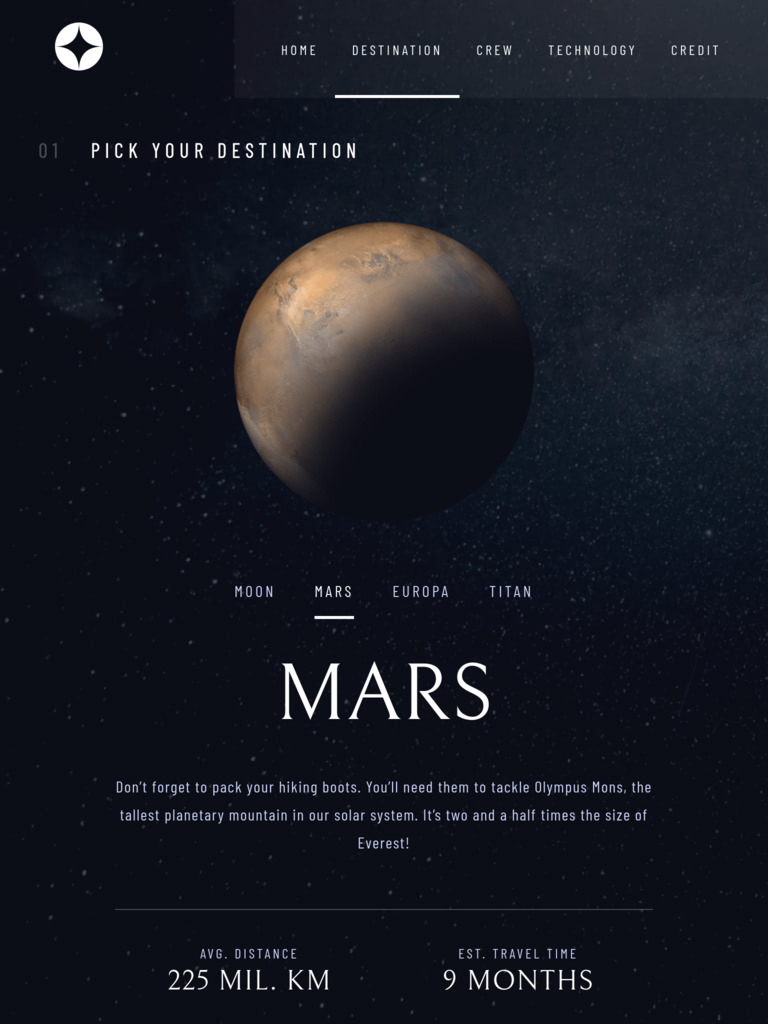 HOME DESTINATION CREW TECHNOLOGY CREDIT
01 PICK YOUR DESTINATION
MOON MARS EUROPA TITAN
MARS
Don’t forget to pack your hiking boots. You’ll need them to tackle Olympus Mons, the
tallest planetary mountain in our solar system. It’s two and a half times the size of
Everest!
AVG. DISTANCE EST. TRAVEL TIME
225 MIL. KM 9 MONTHS